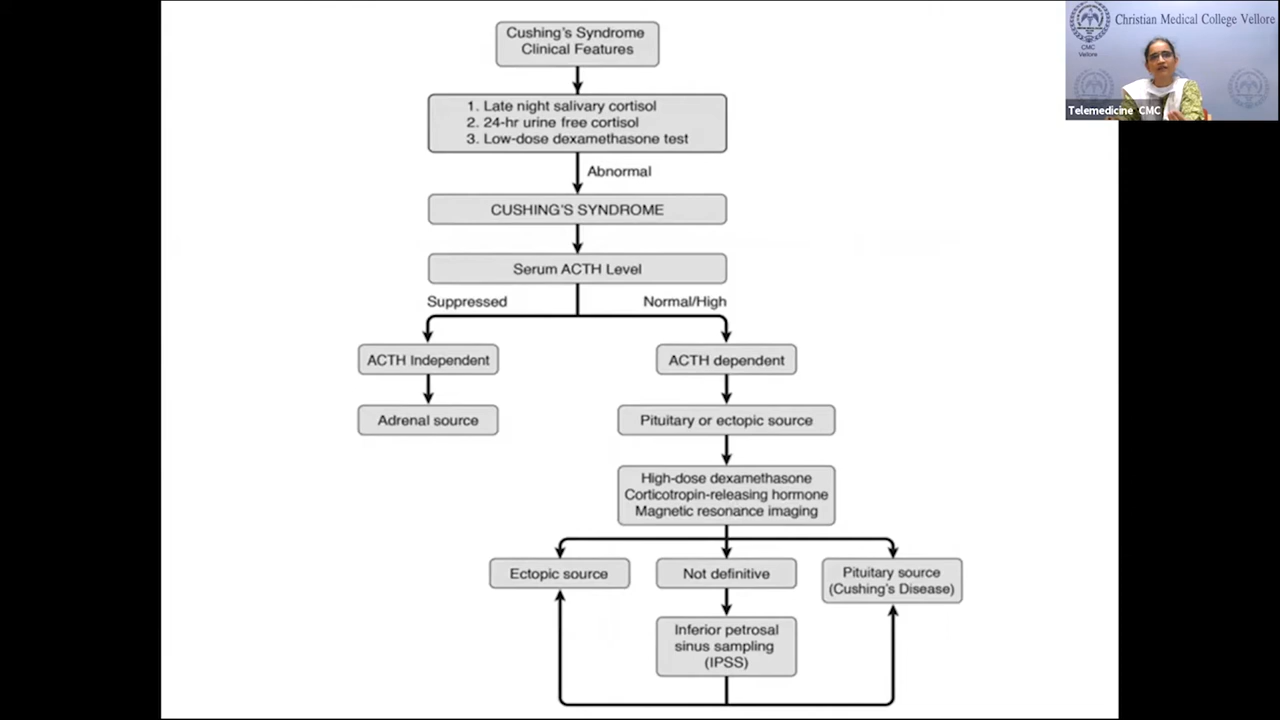 Cushing's Syndrome
Clinical Features
1. Late night salivary cortisol
2. 24-hr urine free cortisol
3. Low-dose dexamethasone test
Abnormal
CUSHING'S SYNDROME
Serum ACTH Level
Suppressed
Normal/High
ACTH Independent
ACTH dependent
Adrenal source
Pituitary or ectopic source
High-dose dexamethasone
Corticotropin-releasing hormone
Magnetic resonance imaging
Ectopic source
Not definitive
Pituitary source
(Cushing's Disease)
Inferior petrosal
sinus sampling
(IPSS)
Christian Medical College Vellore
CMC
Vellore
Telemedicine CMC